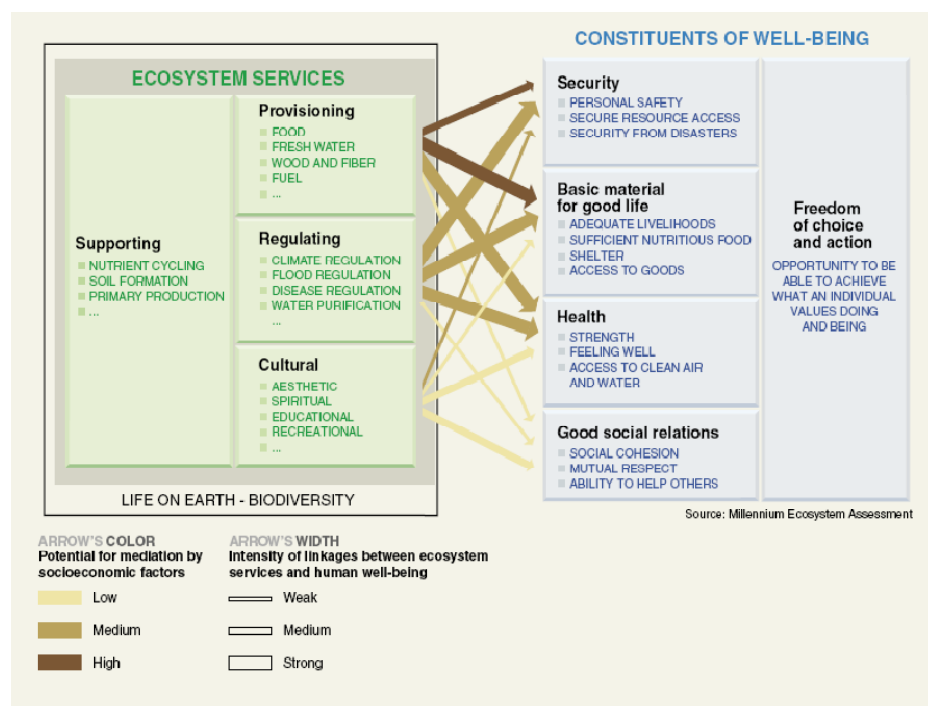 CONSTITUENTS OF WELL-BEING
ECOSYSTEM SERVICES
Supporting
NUTRIENT CYCLING
SOIL FORMATION
PRIMARY PRODUCTION
...
Provisioning
FOOD
FRESH WATER
WOOD AND FIBER
FUEL
...
Regulating
CLIMATE REGULATION
FLOOD REGULATION
DISEASE REGULATION
WATER PURIFICATION
...
Cultural
AESTHETIC
SPIRITUAL
EDUCATIONAL
RECREATIONAL
...
LIFE ON EARTH - BIODIVERSITY
Security
PERSONAL SAFETY
SECURE RESOURCE ACCESS
SECURITY FROM DISASTERS
Basic material
for good life
ADEQUATE LIVELIHOODS
SUFFICIENT NUTRITIOUS FOOD
SHELTER
ACCESS TO GOODS
Health
STRENGTH
FEELING WELL
ACCESS TO CLEAN AIR
AND WATER
Good social relations
SOCIAL COHESION
MUTUAL RESPECT
ABILITY TO HELP OTHERS
Freedom
of choice
and action
OPPORTUNITY TO BE
ABLE TO ACHIEVE
WHAT AN INDIVIDUAL
VALUES DOING
AND BEING
Source: Millennium Ecosystem Assessment
ARROW'S COLOR
Potential for mediation by
socioeconomic factors
Low
Medium
High
ARROW'S WIDTH
Intensity of linkages between ecosystem
services and human well-being
Weak
Medium
Strong